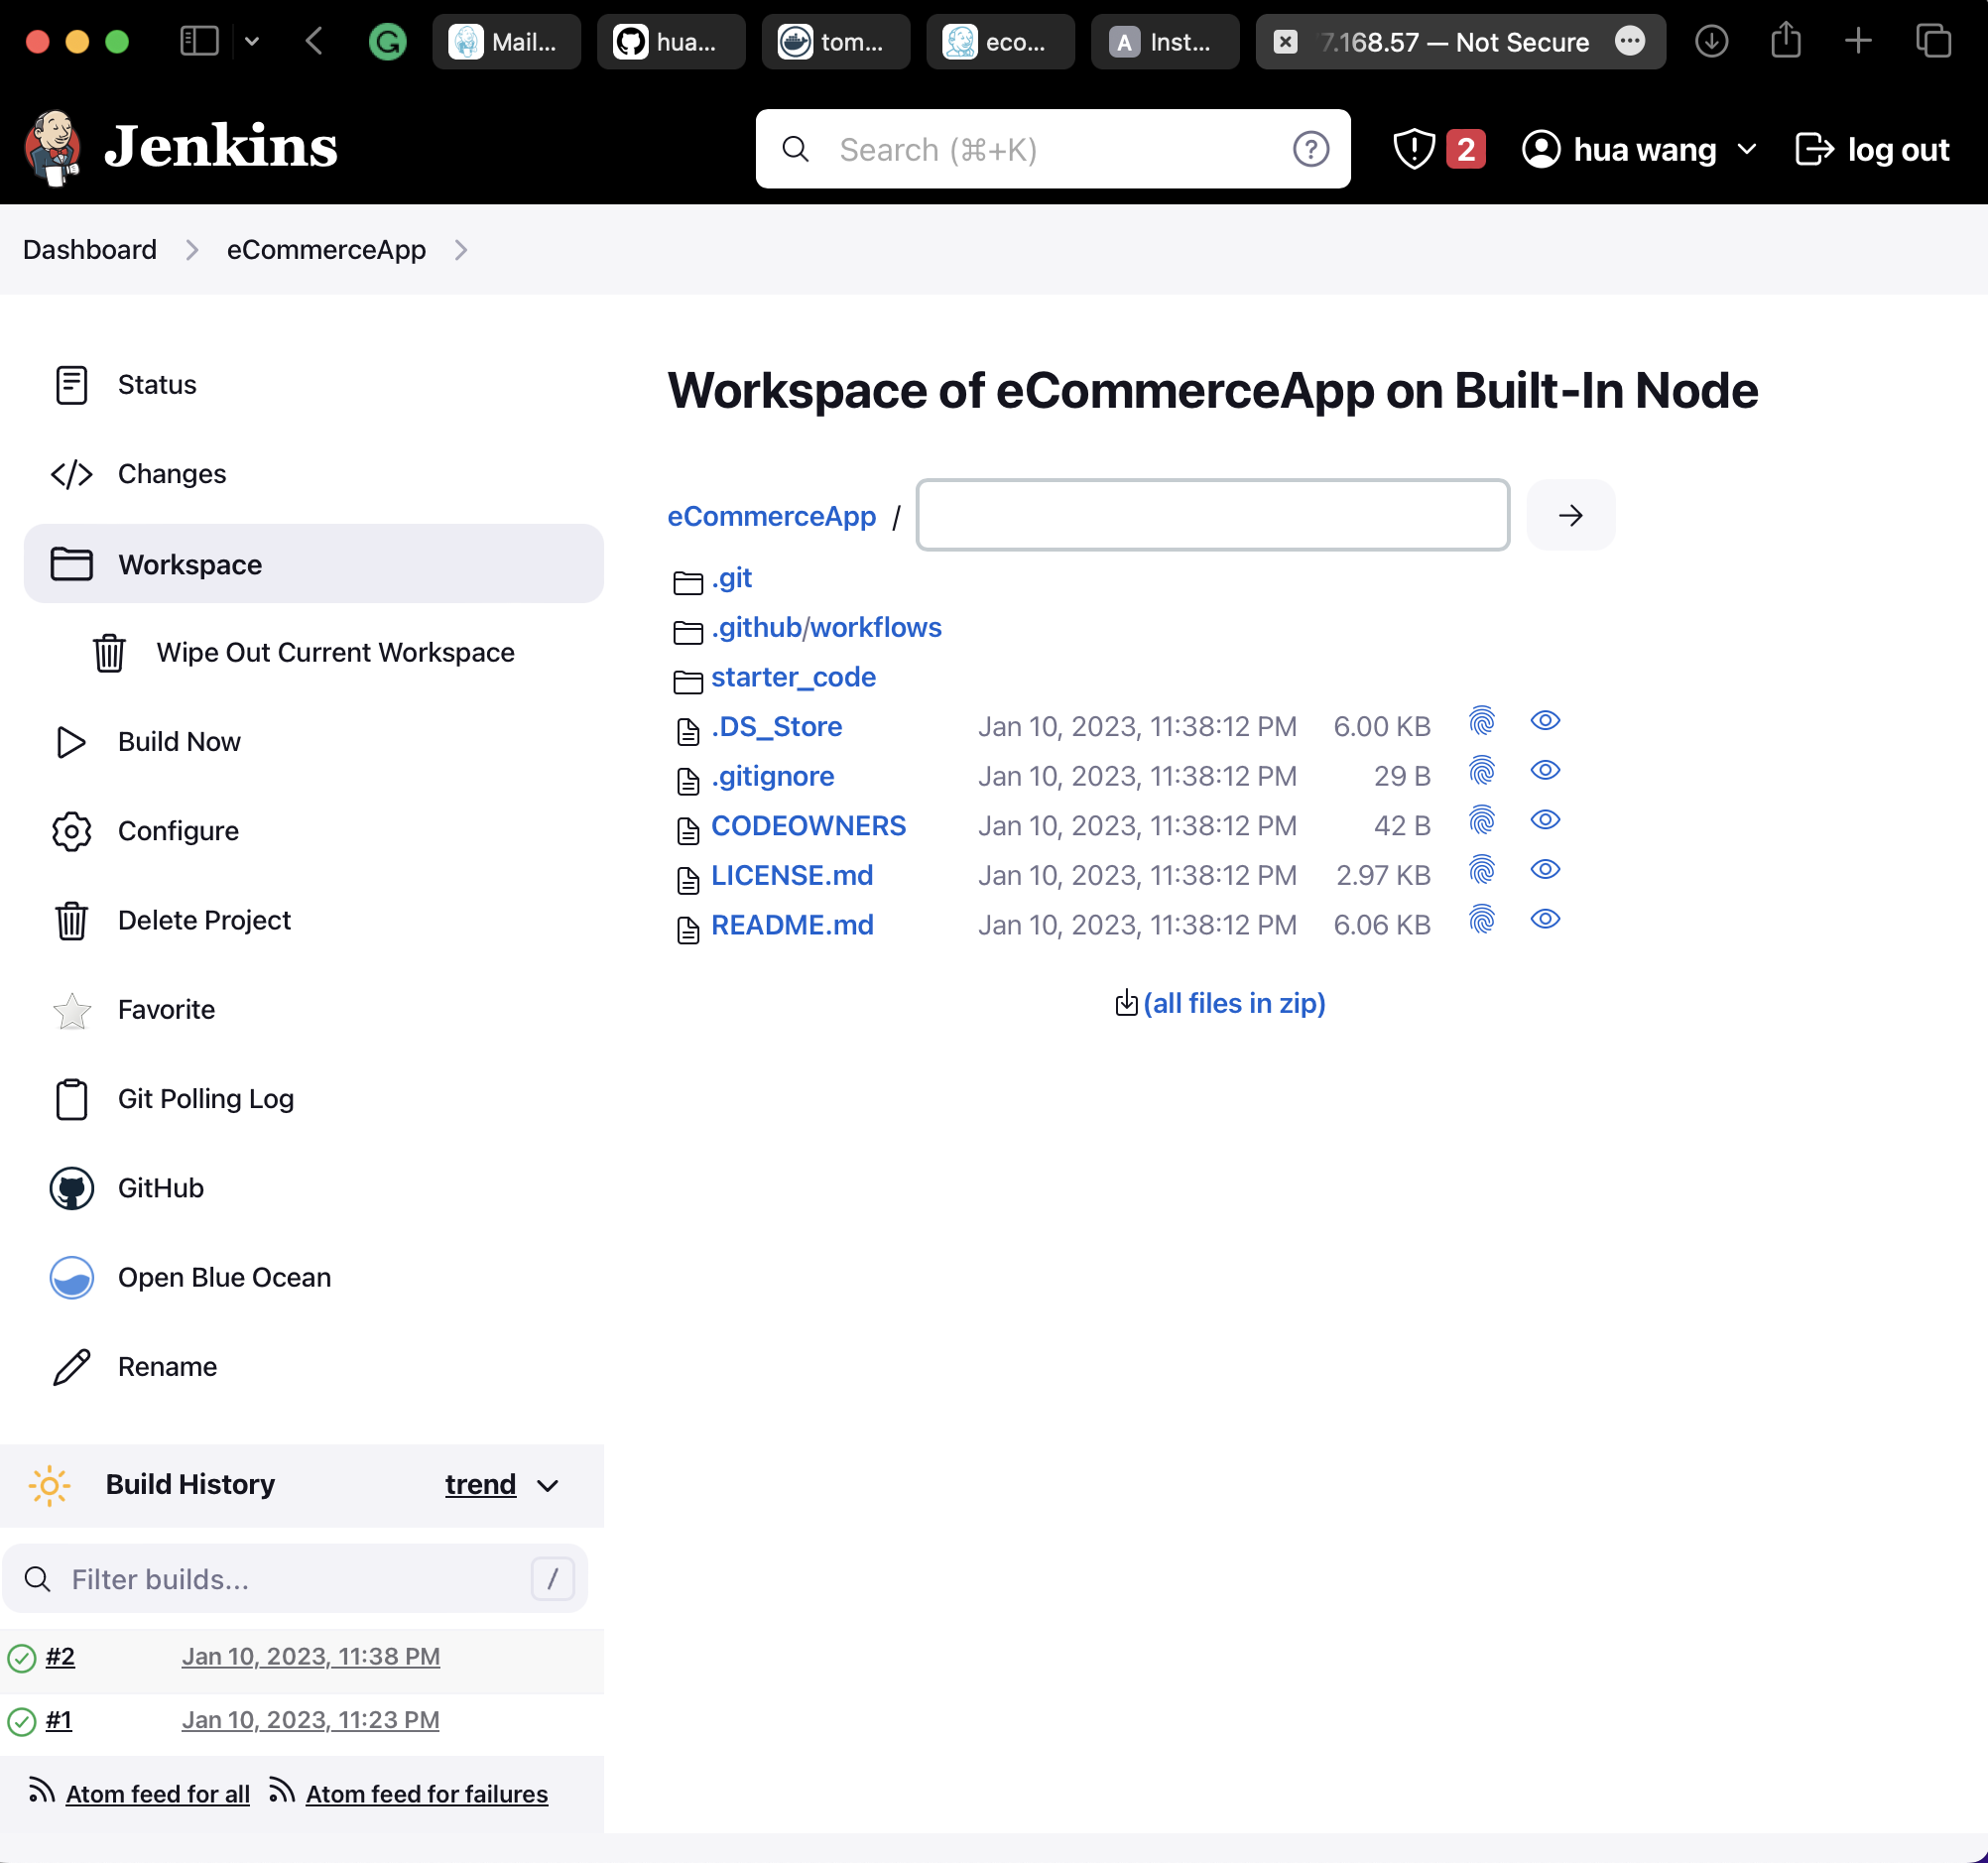 Mail...
hua...
tom...
eco...
A
Inst...
7.168.57 — Not Secure
Jenkins
Search (⌘+K)
?
2
hua wang
log out
Dashboard
eCommerceApp
Status
Changes
Workspace
Wipe Out Current Workspace
Build Now
Configure
Delete Project
Favorite
Git Polling Log
GitHub
Open Blue Ocean
Rename
Build History
trend
Filter builds...
/
#2 Jan 10, 2023, 11:38 PM
#1 Jan 10, 2023, 11:23 PM
Atom feed for all
Atom feed for failures
Workspace of eCommerceApp on Built-In Node
eCommerceApp /
.git
.github/workflows
starter_code
.DS_Store Jan 10, 2023, 11:38:12 PM 6.00 KB
.gitignore Jan 10, 2023, 11:38:12 PM 29 B
CODEOWNERS Jan 10, 2023, 11:38:12 PM 42 B
LICENSE.md Jan 10, 2023, 11:38:12 PM 2.97 KB
README.md Jan 10, 2023, 11:38:12 PM 6.06 KB
(all files in zip)